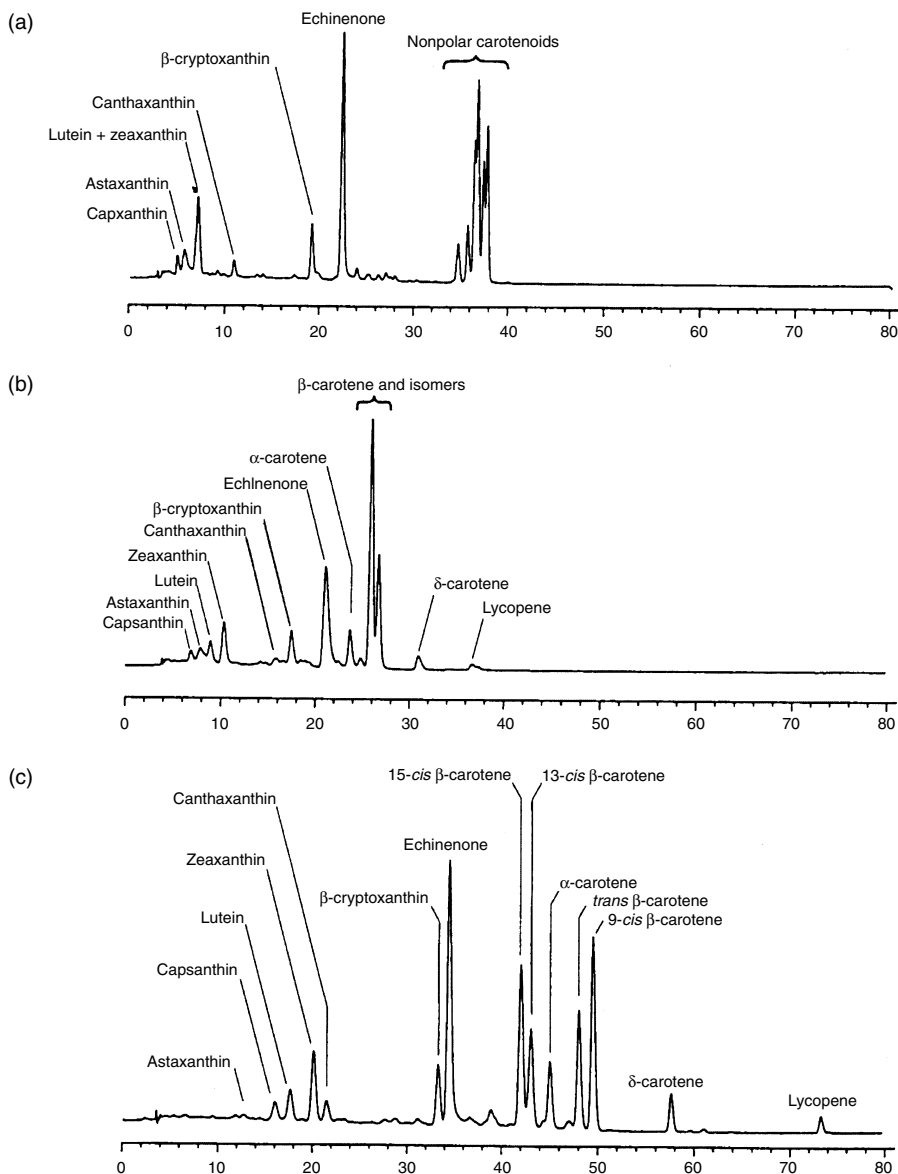 (a)
Echinenone
Nonpolar carotenoids
β-cryptoxanthin
Canthaxanthin
Lutein + zeaxanthin
Astaxanthin
Capxanthin
0 10 20 30 40 50 60 70 80
(b)
β-carotene and isomers
α-carotene
Echlnenone
β-cryptoxanthin
Canthaxanthin
Zeaxanthin
Lutein
Astaxanthin
Capsanthin
δ-carotene
Lycopene
0 10 20 30 40 50 60 70 80
(c)
15-cis β-carotene
13-cis β-carotene
Canthaxanthin
Echinenone
Zeaxanthin
α-carotene
β-cryptoxanthin
trans β-carotene
9-cis β-carotene
Lutein
Capsanthin
Astaxanthin
δ-carotene
Lycopene
0 10 20 30 40 50 60 70 80